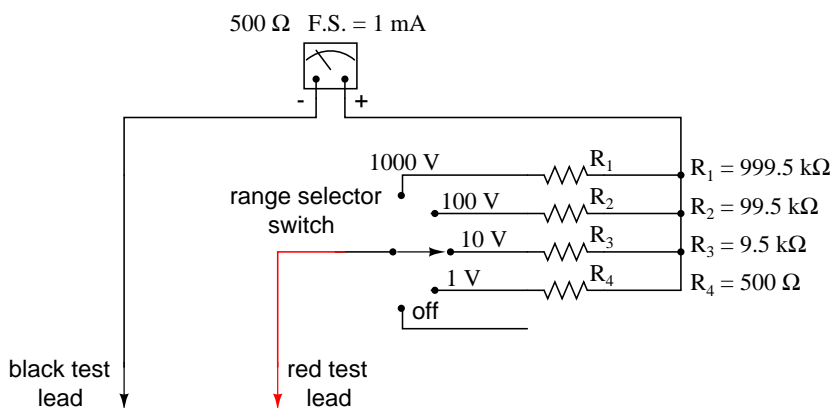 500 Ω F.S. = 1 mA
- +
1000 V R₁ R₁ = 999.5 kΩ
range selector
switch
100 V R₂ R₂ = 99.5 kΩ
10 V R₃ R₃ = 9.5 kΩ
1 V R₄ R₄ = 500 Ω
off
black test
lead
red test
lead